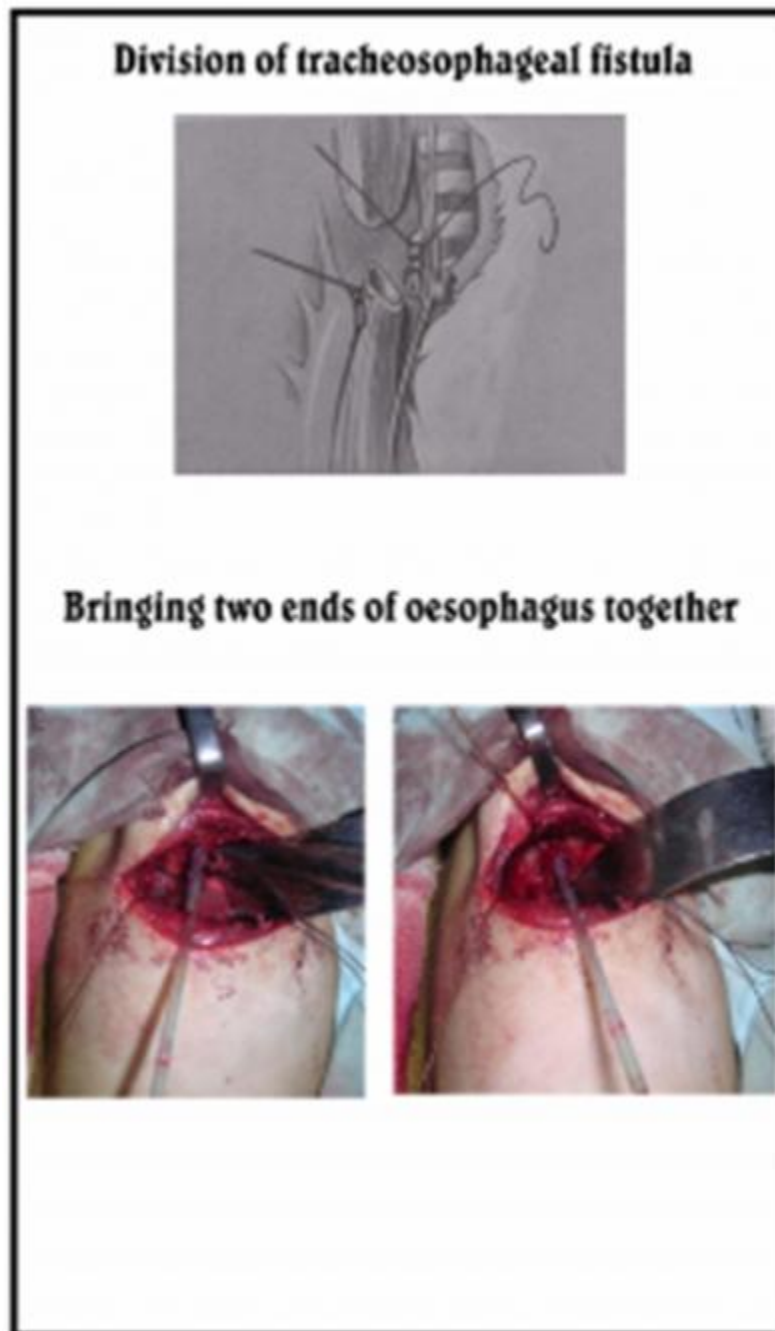 Division of tracheosophageal fistula
Bringing two ends of oesophagus together